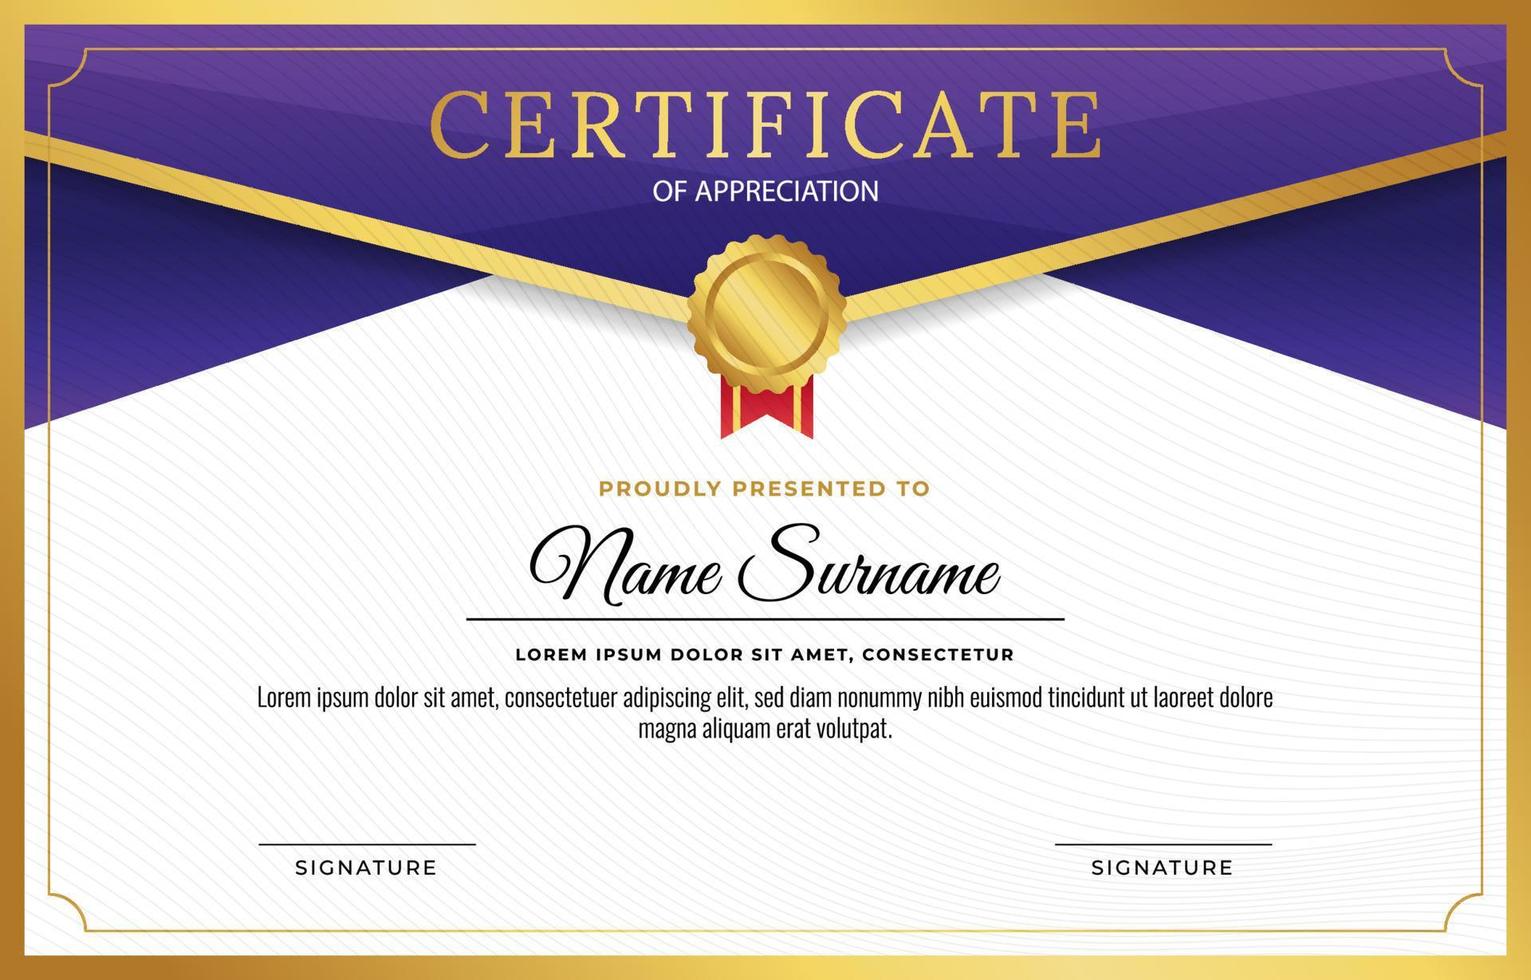 CERTIFICATE
OF APPRECIATION
PROUDLY PRESENTED TO
Name Surname
LOREM IPSUM DOLOR SIT AMET, CONSECTETUR
Lorem ipsum dolor sit amet, consectetuer adipiscing elit, sed diam nonummy nibh euismod tincidunt ut laoreet dolore
magna aliquam erat volutpat.
SIGNATURE
SIGNATURE